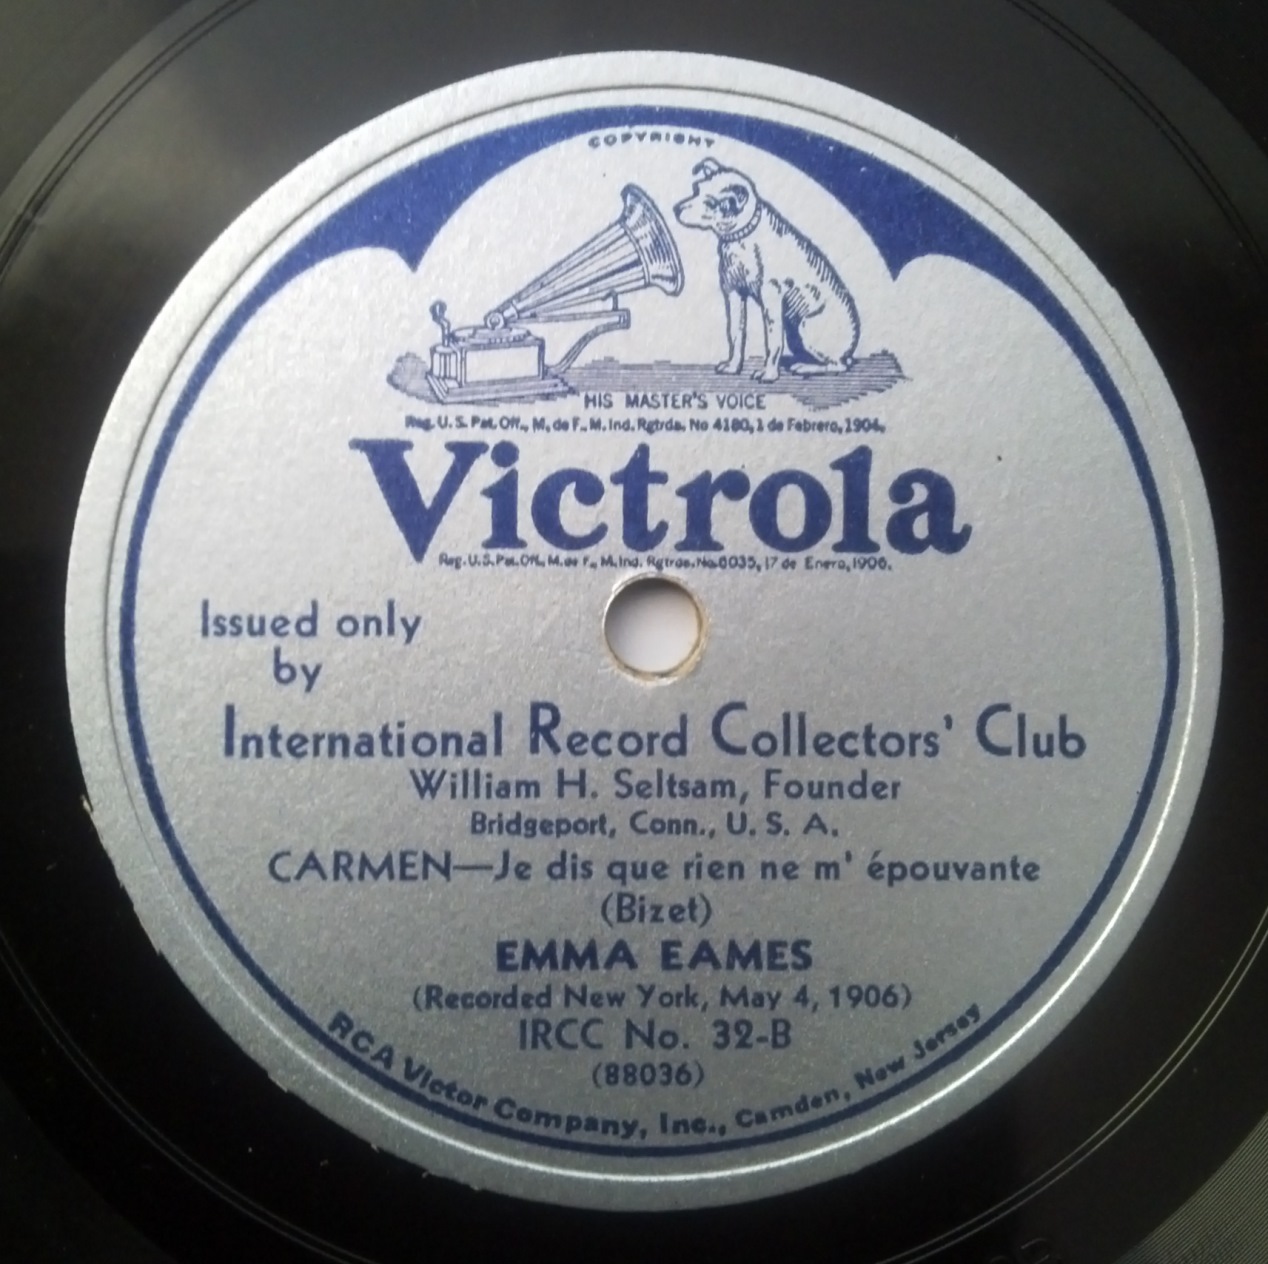 COPYRIGHT
HIS MASTER'S VOICE
Reg. U.S. Pat. Off., M. de F., M. Ind. Rgtrda. No 4180, 1 de Febrero, 1904.
Victrola
Reg. U.S. Pat. Off., M. de F., M. Ind. Rgtrda. No. 6035, 17 de Enero, 1906.
Issued only
by
International Record Collectors' Club
William H. Seltsam, Founder
Bridgeport, Conn., U. S. A.
CARMEN—Je dis que rien ne m' épouvante
(Bizet)
EMMA EAMES
(Recorded New York, May 4, 1906)
IRCC No. 32-B
(88036)
RCA Victor Company, Inc., Camden, New Jersey